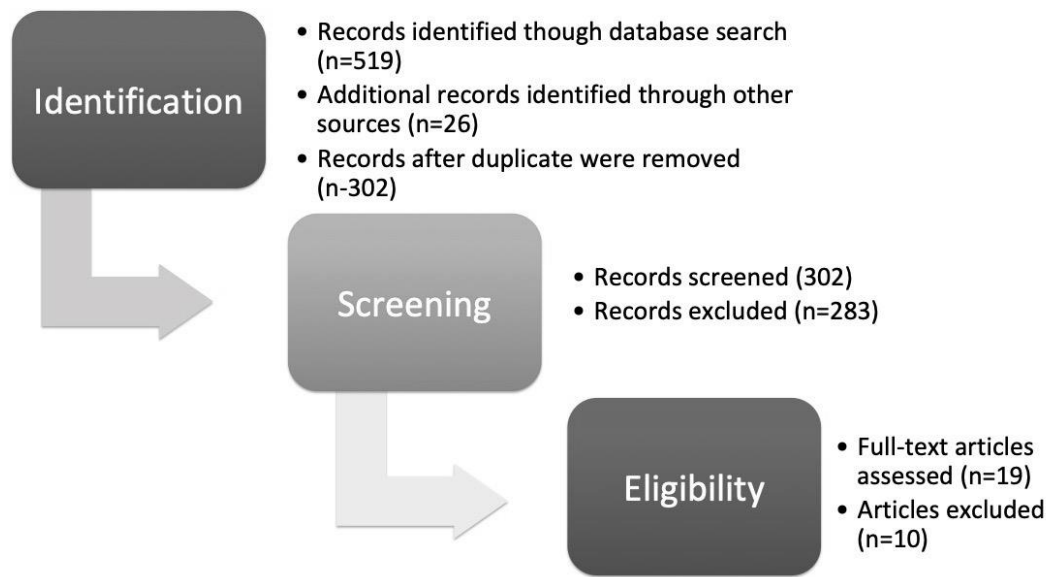 Identification
• Records identified though database search
(n=519)
• Additional records identified through other
sources (n=26)
• Records after duplicate were removed
(n-302)
Screening
• Records screened (302)
• Records excluded (n=283)
Eligibility
• Full-text articles
assessed (n=19)
• Articles excluded
(n=10)